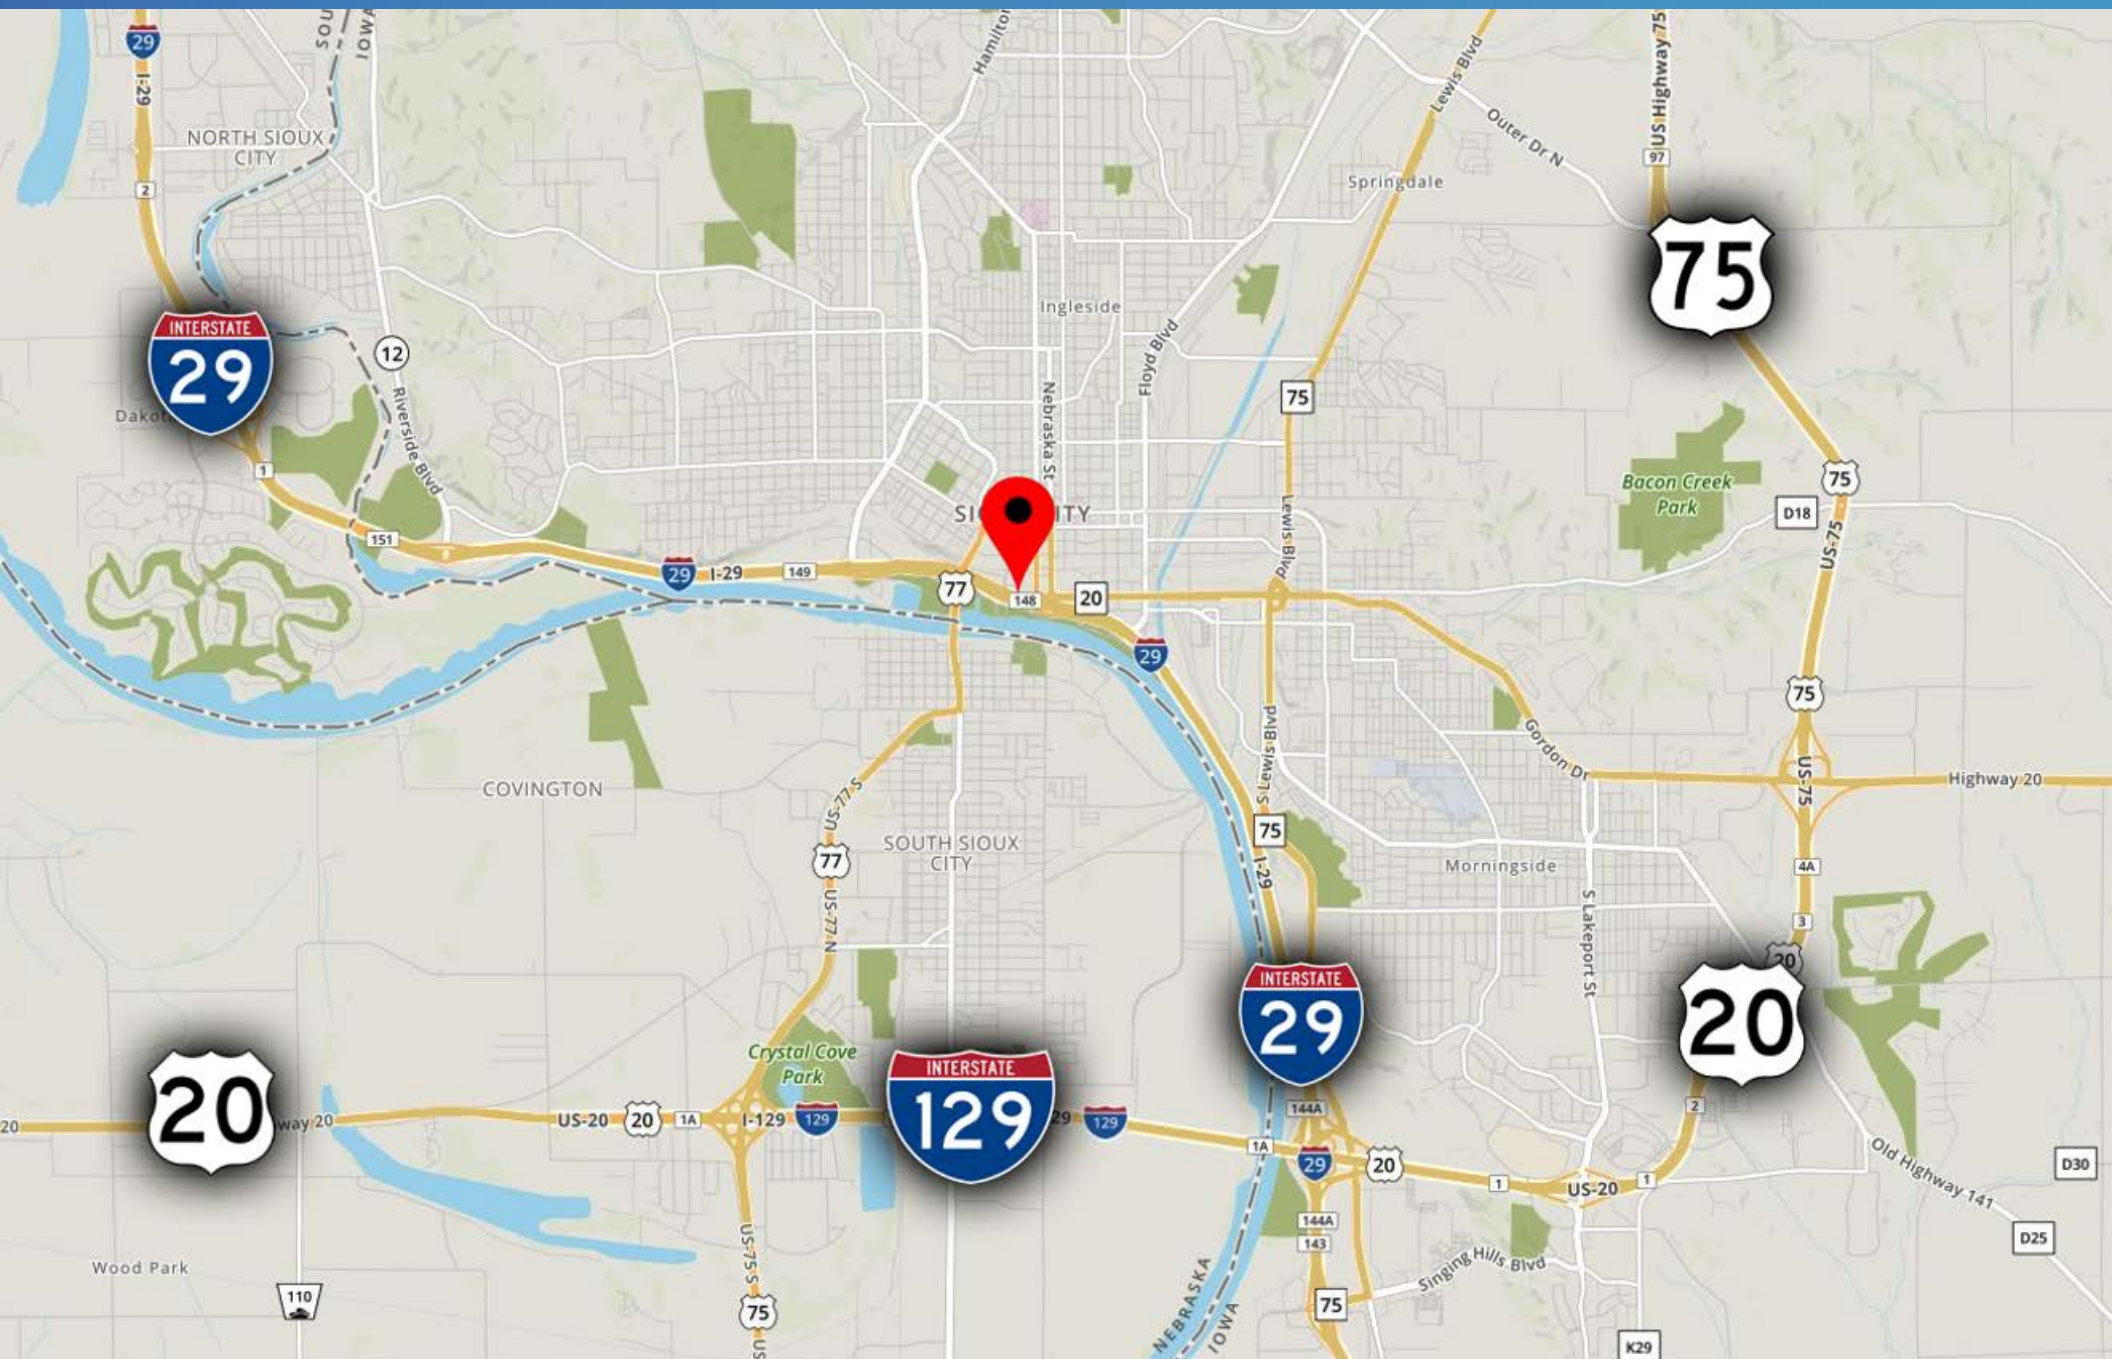 29
SOU
IOWA
Hamilton
Lewis Blvd
US Highway 75
I-29
NORTH SIOUX
CITY
Outer Dr N
97
2
Springdale
75
INTERSTATE
29
Ingleside
12
Floyd Blvd
Riverside Blvd
Nebraska St
75
1
Bacon Creek
Park
75
D18
SI
ITY
Lewis Blvd
US-75
151
29
I-29
149
77
148
20
29
75
S Lewis Blvd
Gordon Dr
US-75
Highway 20
COVINGTON
US-77 S
75
SOUTH SIOUX
CITY
77
I-29
Morningside
4A
US-77 N
S Lakeport St
3
20
INTERSTATE
29
20
Crystal Cove
Park
INTERSTATE
129
20
20
way 20
US-20
20
1A
I-129
129
29
129
144A
2
1A
29
20
1
US-20
1
Old Highway 141
D30
144A
143
D25
US-75 S
Singing Hills Blvd
Wood Park
110
75
US
NEBRASKA
IOWA
75
K29